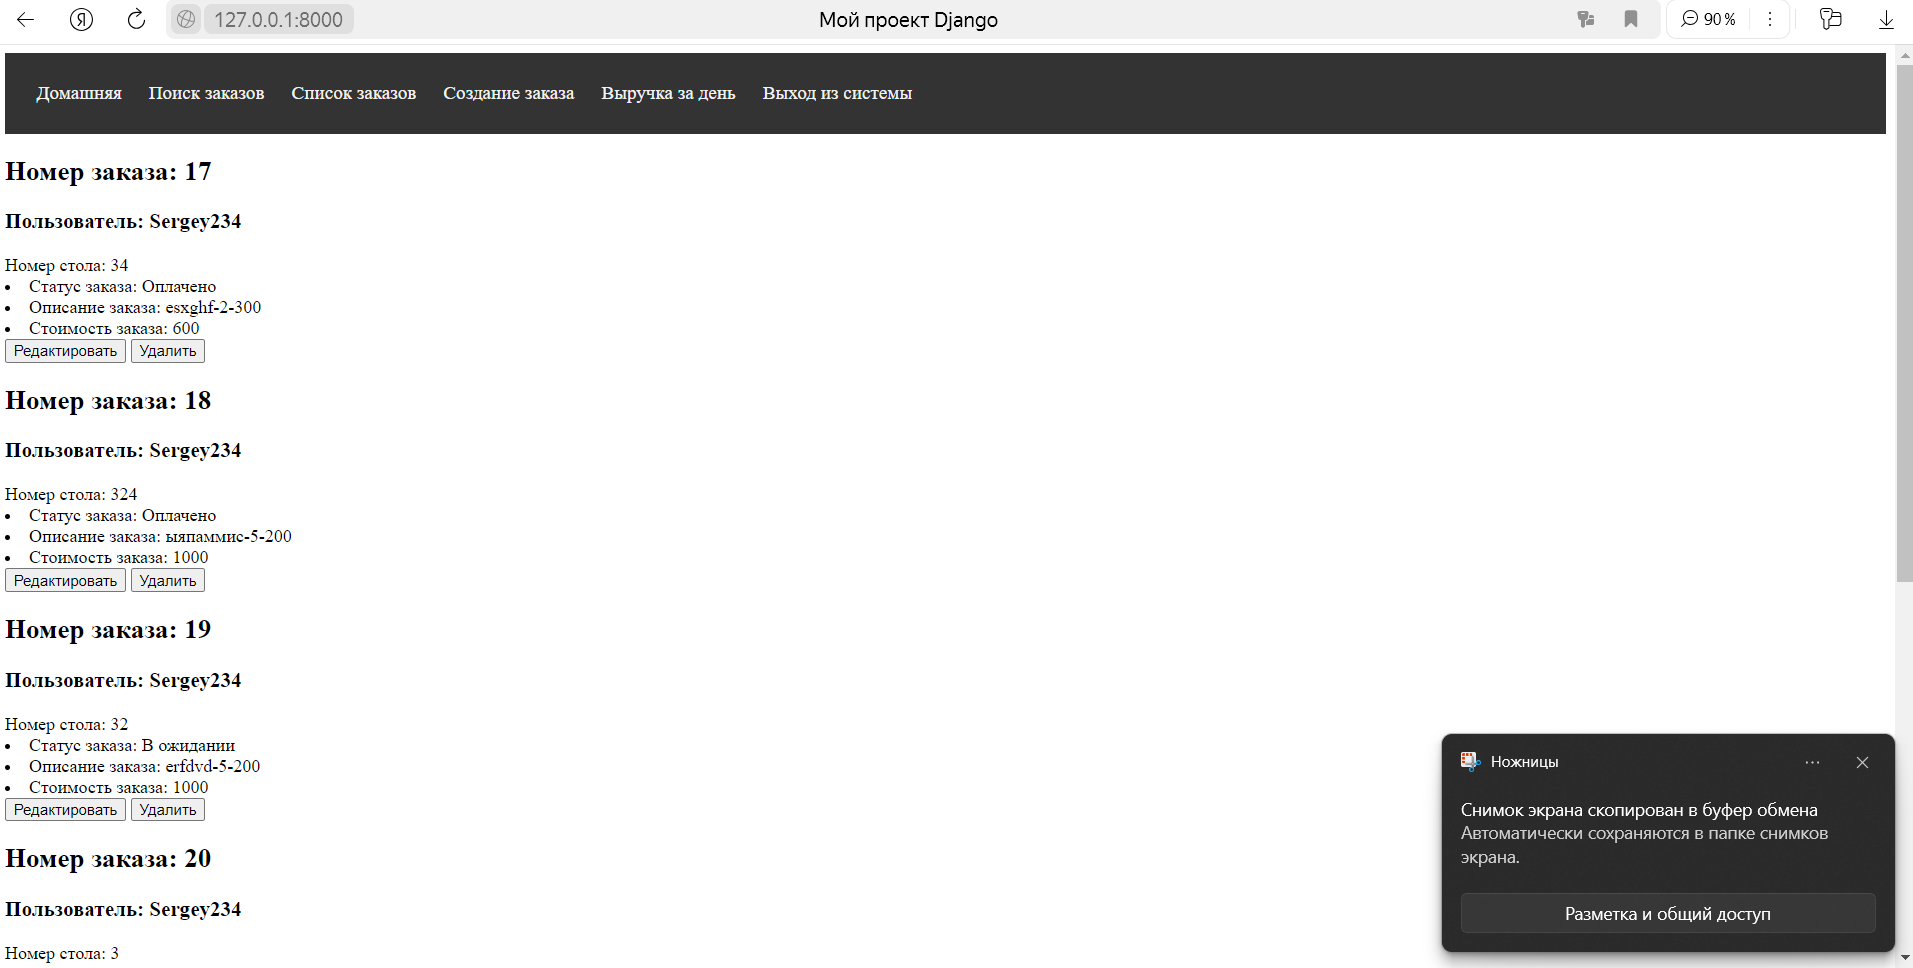 Я 127.0.0.1:8000 Мой проект Django 90 %
Домашняя Поиск заказов Список заказов Создание заказа Выручка за день Выход из системы
Номер заказа: 17
Пользователь: Sergey234
Номер стола: 34
Статус заказа: Оплачено
Описание заказа: esxghf-2-300
Стоимость заказа: 600
Редактировать Удалить
Номер заказа: 18
Пользователь: Sergey234
Номер стола: 324
Статус заказа: Оплачено
Описание заказа: ыяпаммис-5-200
Стоимость заказа: 1000
Редактировать Удалить
Номер заказа: 19
Пользователь: Sergey234
Номер стола: 32
Статус заказа: В ожидании
Описание заказа: erfdvd-5-200
Стоимость заказа: 1000
Редактировать Удалить
Номер заказа: 20
Пользователь: Sergey234
Номер стола: 3
Ножницы
Снимок экрана скопирован в буфер обмена
Автоматически сохраняются в папке снимков
экрана.
Разметка и общий доступ